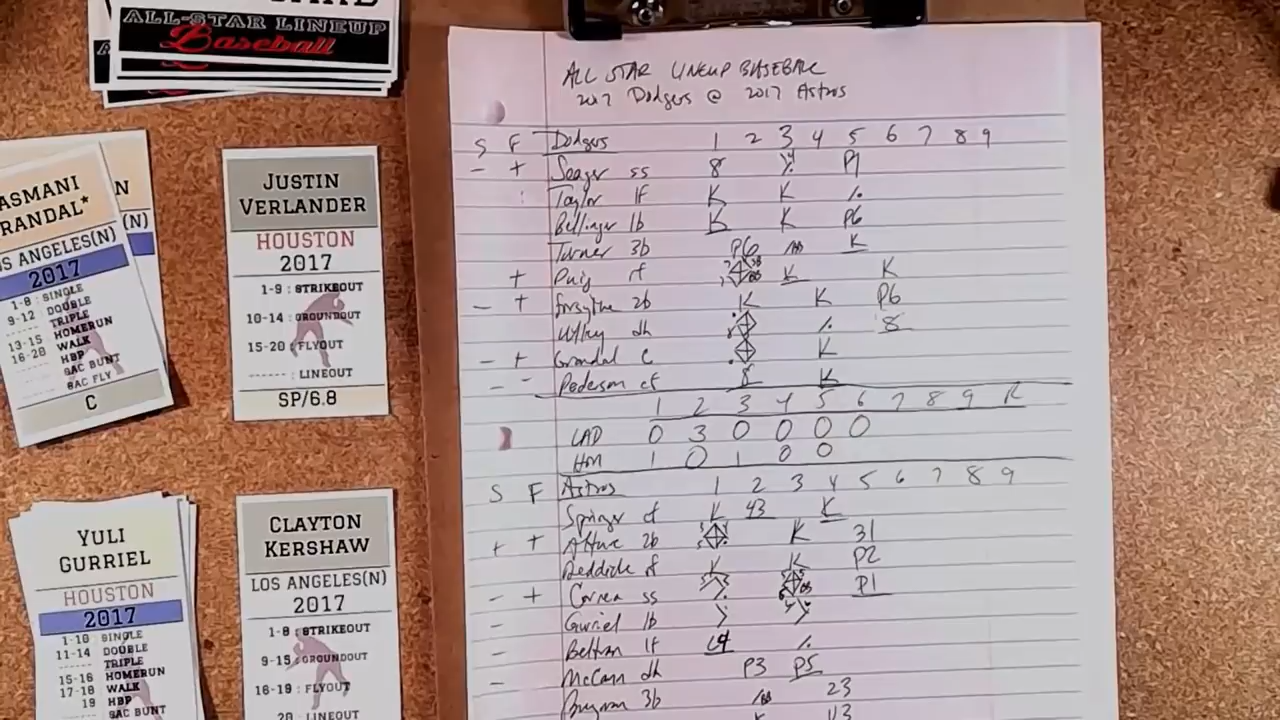 ALL-STAR LINEUP
Baseball
ASMANI
RANDAL*
OS ANGELES(N)
2017
1-8 : SINGLE
9-12 : DOUBLE
TRIPLE
13-15 HOMERUN
16-20 WALK
HBP
SAC BUNT
SAC FLY
C
N
(N)
JUSTIN
VERLANDER
HOUSTON
2017
1-9 : STRIKEOUT
10-14 : GROUNDOUT
15-20 : FLYOUT
------ : LINEOUT
SP/6.8
YULI
GURRIEL
HOUSTON
2017
1-10 SINGLE
11-14 DOUBLE
------ TRIPLE
15-16 HOMERUN
17-18 WALK
19 HBP
SAC BUNT
CLAYTON
KERSHAW
LOS ANGELES(N)
2017
1-8 : STRIKEOUT
9-15 : GROUNDOUT
16-19 : FLYOUT
20 : LINEOUT
ALL STAR LINEUP BASEBALL
2017 Dodgers @ 2017 Astros
S F Dodgers 1 2 3 4 5 6 7 8 9
- + Seager ss 8 P1
Taylor lf K K
Bellinger 1b K K P6
Turner 3b P6 K
+ Puig rf K K
- + Forsythe 2b K K P6
Utley dh 8
- + Grandal c K
- - Pederson cf 8 K
1 2 3 4 5 6 7 8 9 R
LAD 0 3 0 0 0 0
HOU 1 0 1 0 0
S F Astros 1 2 3 4 5 6 7 8 9
Springer cf K 43 K
+ + Altuve 2b K 31
Reddick rf K K P2
- + Correa ss P1
- Gurriel 1b
- Beltran lf L4
- McCann dh P3 P5
Bregman 3b 23
K 43